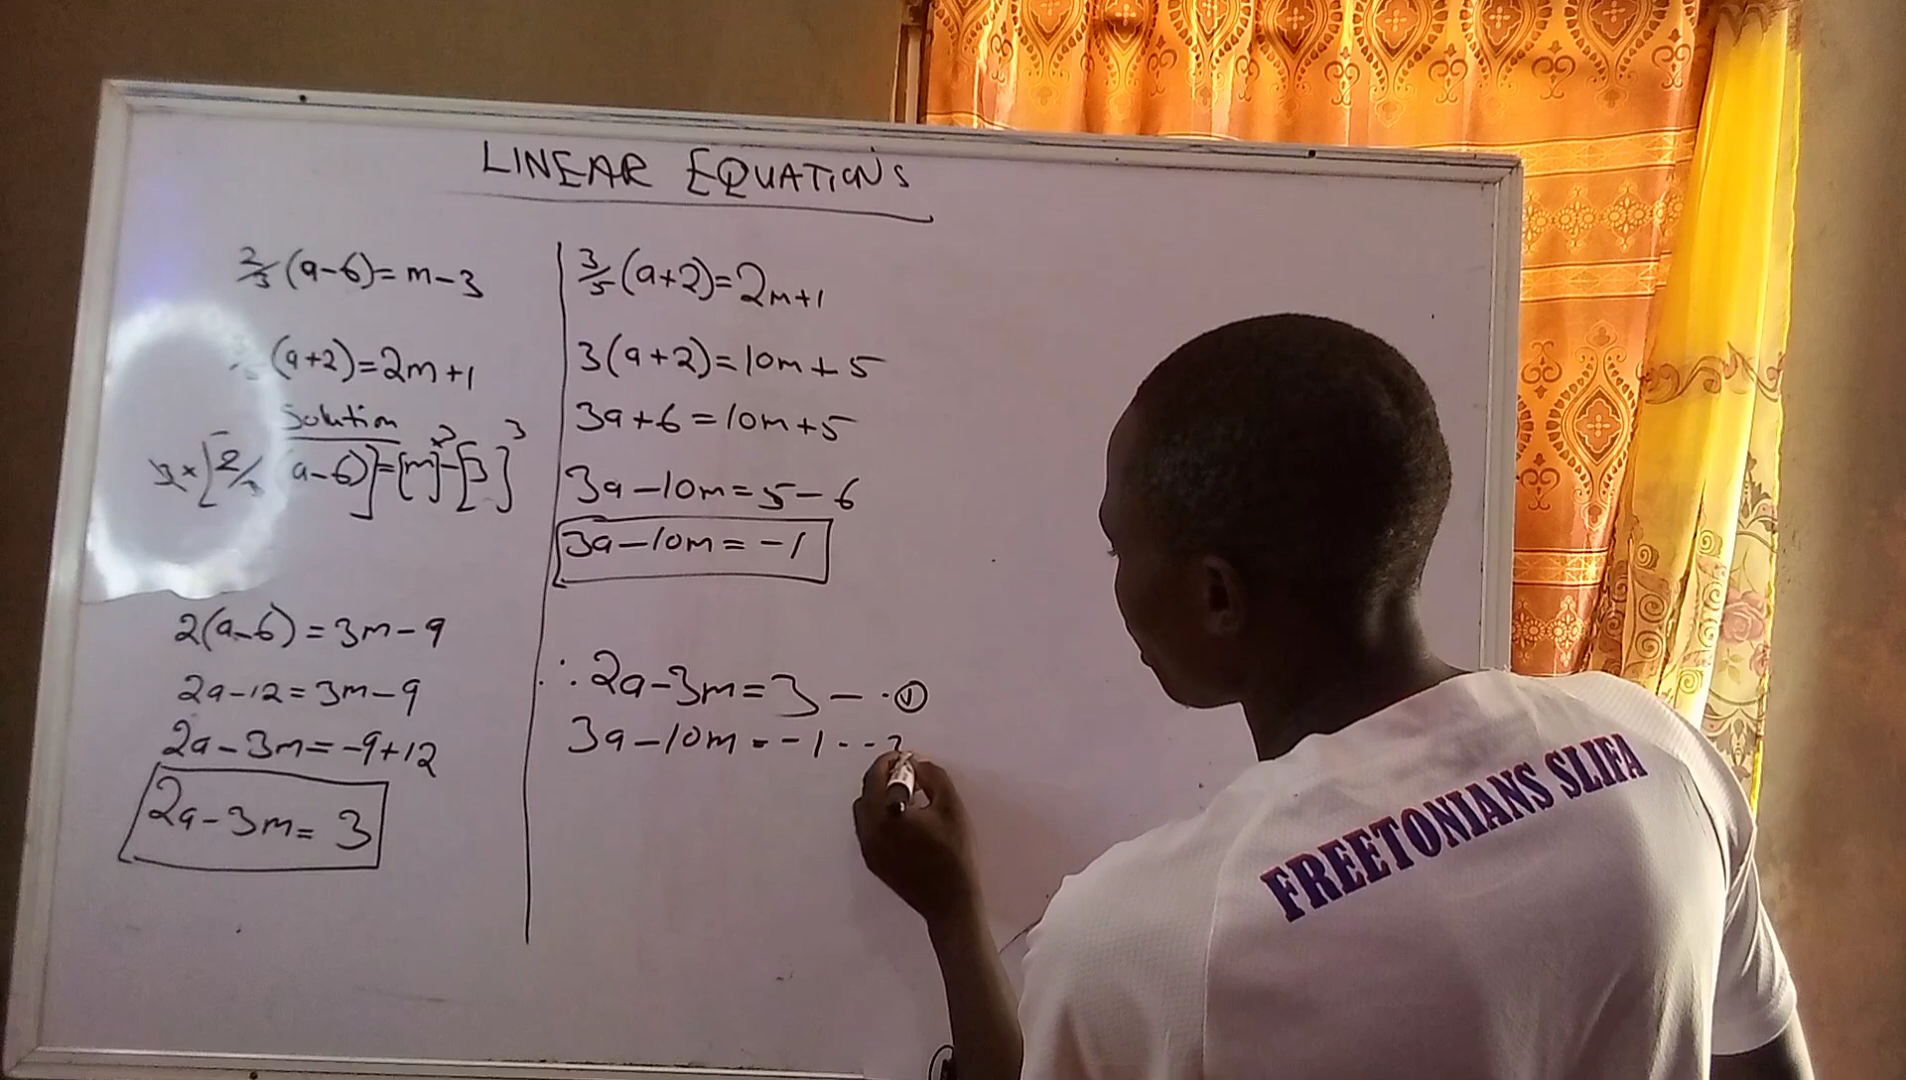 LINEAR EQUATIONS
2/3 (a-6) = m-3
(a+2) = 2m+1
Solution
3 × [2/3 (a-6)] = [m]×3 - [3]3
2(a-6) = 3m-9
2a-12 = 3m-9
2a-3m = -9+12
2a-3m = 3
3/5 (a+2) = 2m+1
3(a+2) = 10m+5
3a+6 = 10m+5
3a-10m = 5-6
3a-10m = -1
∴ 2a-3m = 3 -- ①
3a-10m = -1 -- 2
FREETONIANS SLIFA